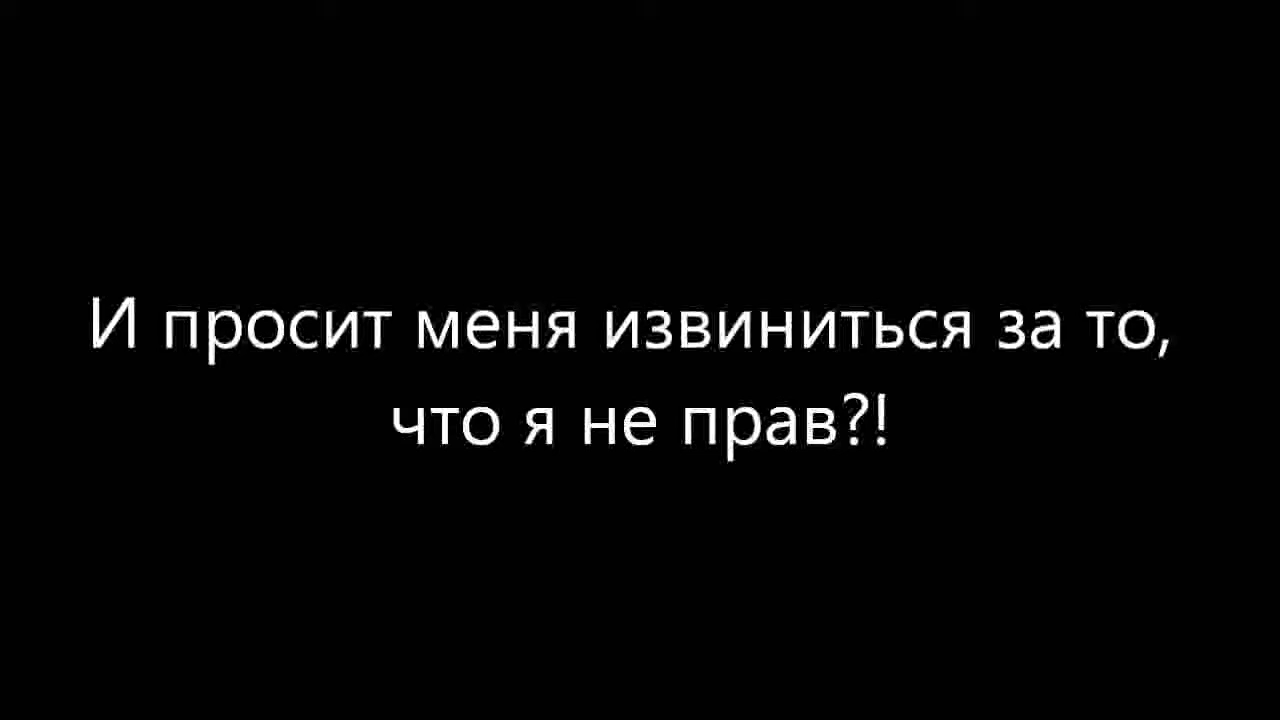 И просит меня извиниться за то,
что я не прав?!